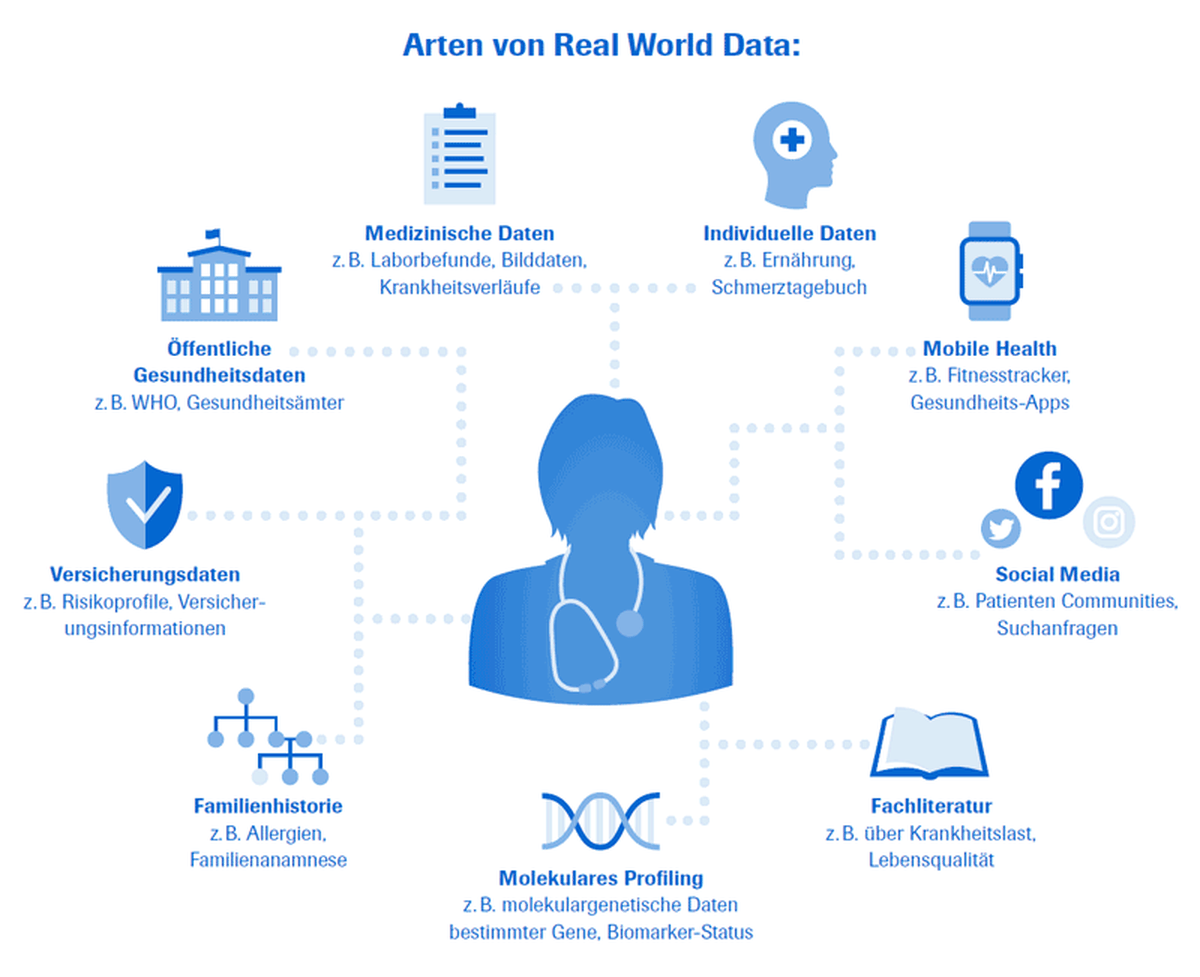 Arten von Real World Data:
Medizinische Daten
z. B. Laborbefunde, Bilddaten,
Krankheitsverläufe
Individuelle Daten
z. B. Ernährung,
Schmerztagebuch
Öffentliche
Gesundheitsdaten
z. B. WHO, Gesundheitsämter
Mobile Health
z. B. Fitnesstracker,
Gesundheits-Apps
Versicherungsdaten
z. B. Risikoprofile, Versicher-
ungsinformationen
Social Media
z. B. Patienten Communities,
Suchanfragen
Familienhistorie
z. B. Allergien,
Familienanamnese
Fachliteratur
z. B. über Krankheitslast,
Lebensqualität
Molekulares Profiling
z. B. molekulargenetische Daten
bestimmter Gene, Biomarker-Status